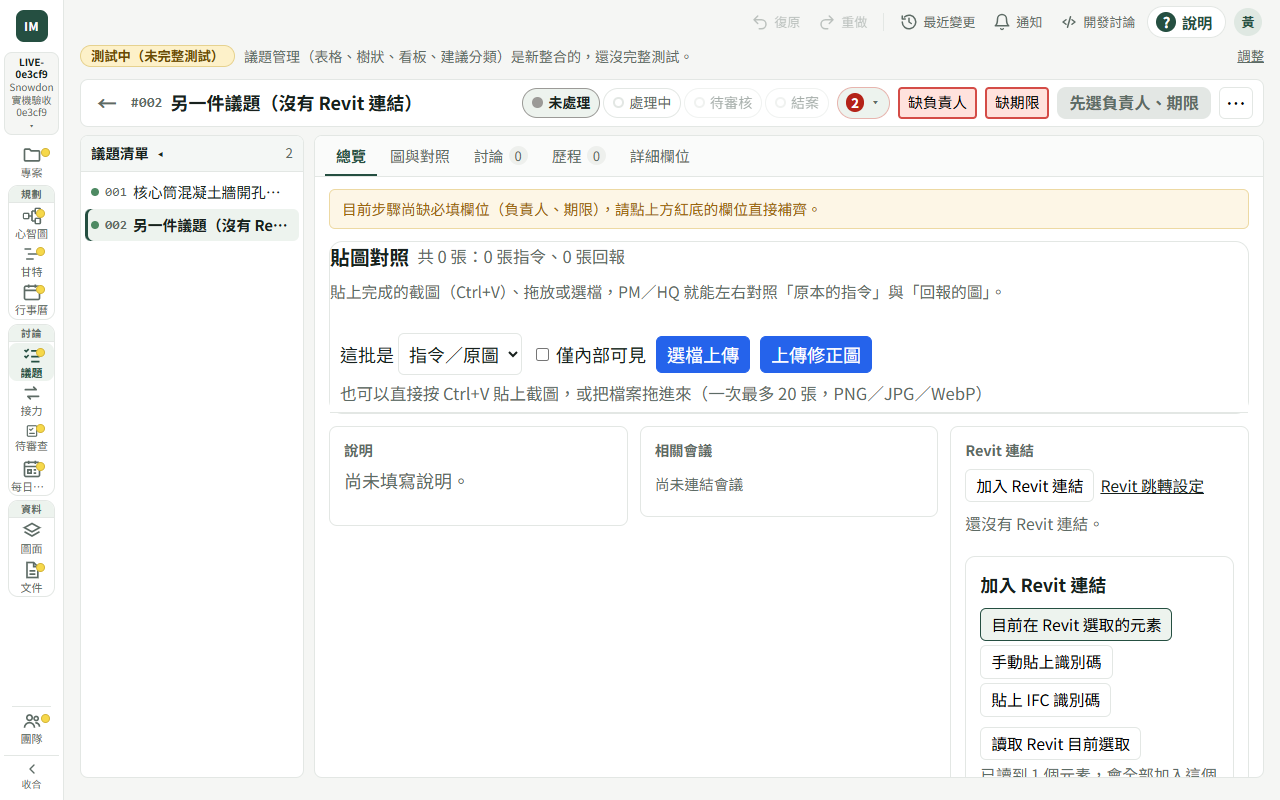 IM
復原
重做
最近變更
通知
開發討論
? 說明
黃
LIVE-
0e3cf9
Snowdon
實機驗收
0e3cf9
測試中（未完整測試）
議題管理（表格、樹狀、看板、建議分類）是新整合的，還沒完整測試。
調整
#002 另一件議題（沒有 Revit 連結）
未處理
處理中
待審核
結案
2
缺負責人
缺期限
先選負責人、期限
專案
規劃
心智圖
甘特
行事曆
討論
議題
接力
待審查
每日…
資料
圖面
文件
團隊
收合
議題清單
2
001 核心筒混凝土牆開孔…
002 另一件議題（沒有 Re…
總覽
圖與對照
討論 0
歷程 0
詳細欄位
目前步驟尚缺必填欄位（負責人、期限），請點上方紅底的欄位直接補齊。
貼圖對照 共 0 張：0 張指令、0 張回報
貼上完成的截圖（Ctrl+V）、拖放或選檔，PM／HQ 就能左右對照「原本的指令」與「回報的圖」。
這批是 指令／原圖 僅內部可見 選檔上傳 上傳修正圖
也可以直接按 Ctrl+V 貼上截圖，或把檔案拖進來（一次最多 20 張，PNG／JPG／WebP）
說明
尚未填寫說明。
相關會議
尚未連結會議
Revit 連結
加入 Revit 連結 Revit 跳轉設定
還沒有 Revit 連結。
加入 Revit 連結
目前在 Revit 選取的元素
手動貼上識別碼
貼上 IFC 識別碼
讀取 Revit 目前選取
已讀到 1 個元素，會全部加入這個